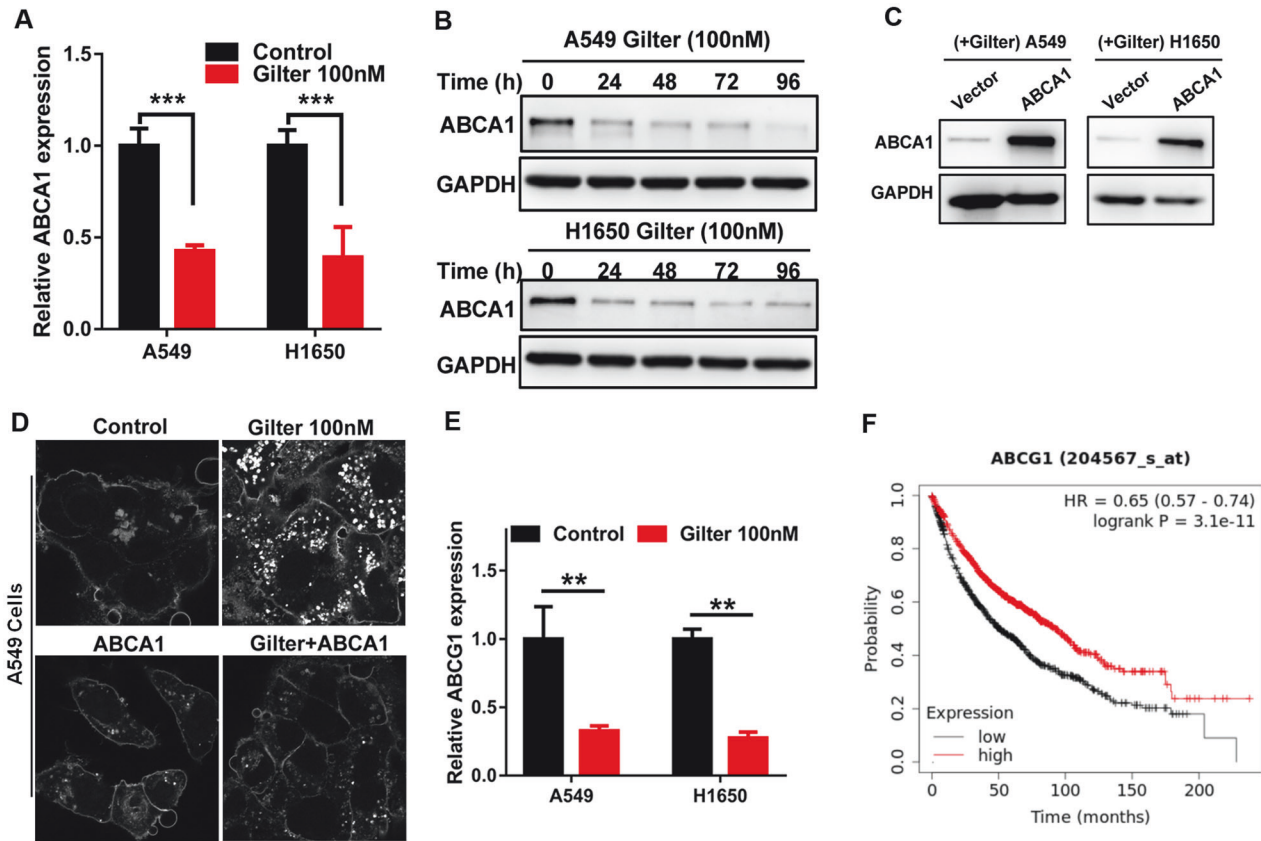 A
Control
Gilter 100nM
Relative ABCA1 expression
1.5
1.0
0.5
0.0
***
***
A549
H1650
B
A549 Gilter (100nM)
Time (h) 0 24 48 72 96
ABCA1
GAPDH
H1650 Gilter (100nM)
Time (h) 0 24 48 72 96
ABCA1
GAPDH
C
(+Gilter) A549
(+Gilter) H1650
Vector ABCA1
Vector ABCA1
ABCA1
GAPDH
D
Control
Gilter 100nM
A549 Cells
ABCA1
Gilter+ABCA1
E
Control
Gilter 100nM
Relative ABCG1 expression
1.5
1.0
0.5
0.0
**
**
A549
H1650
F
ABCG1 (204567_s_at)
HR = 0.65 (0.57 - 0.74)
logrank P = 3.1e-11
Probability
1.0
0.8
0.6
0.4
0.2
0.0
Expression
low
high
0 50 100 150 200
Time (months)